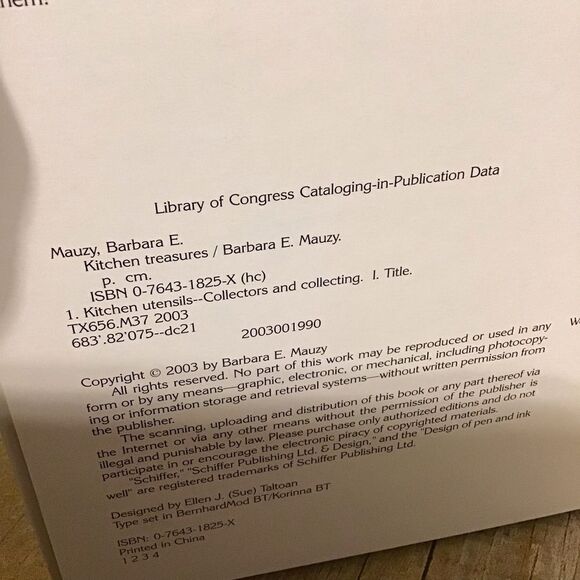 Library of Congress Cataloging-in-Publication Data
Mauzy, Barbara E.
Kitchen treasures / Barbara E. Mauzy.
p. cm.
ISBN 0-7643-1825-X (hc)
1. Kitchen utensils--Collectors and collecting. I. Title.
TX656.M37 2003
683'.82'075--dc21 2003001990
Copyright © 2003 by Barbara E. Mauzy
All rights reserved. No part of this work may be reproduced or used in any
form or by any means—graphic, electronic, or mechanical, including photocopy-
ing or information storage and retrieval systems—without written permission from
the publisher.
The scanning, uploading and distribution of this book or any part thereof via
the Internet or via any other means without the permission of the publisher is
illegal and punishable by law. Please purchase only authorized editions and do not
participate in or encourage the electronic piracy of copyrighted materials.
"Schiffer," "Schiffer Publishing Ltd. & Design," and the "Design of pen and ink
well" are registered trademarks of Schiffer Publishing Ltd.
Designed by Ellen J. (Sue) Taltoan
Type set in BernhardMod BT/Korinna BT
ISBN: 0-7643-1825-X
Printed in China
1 2 3 4